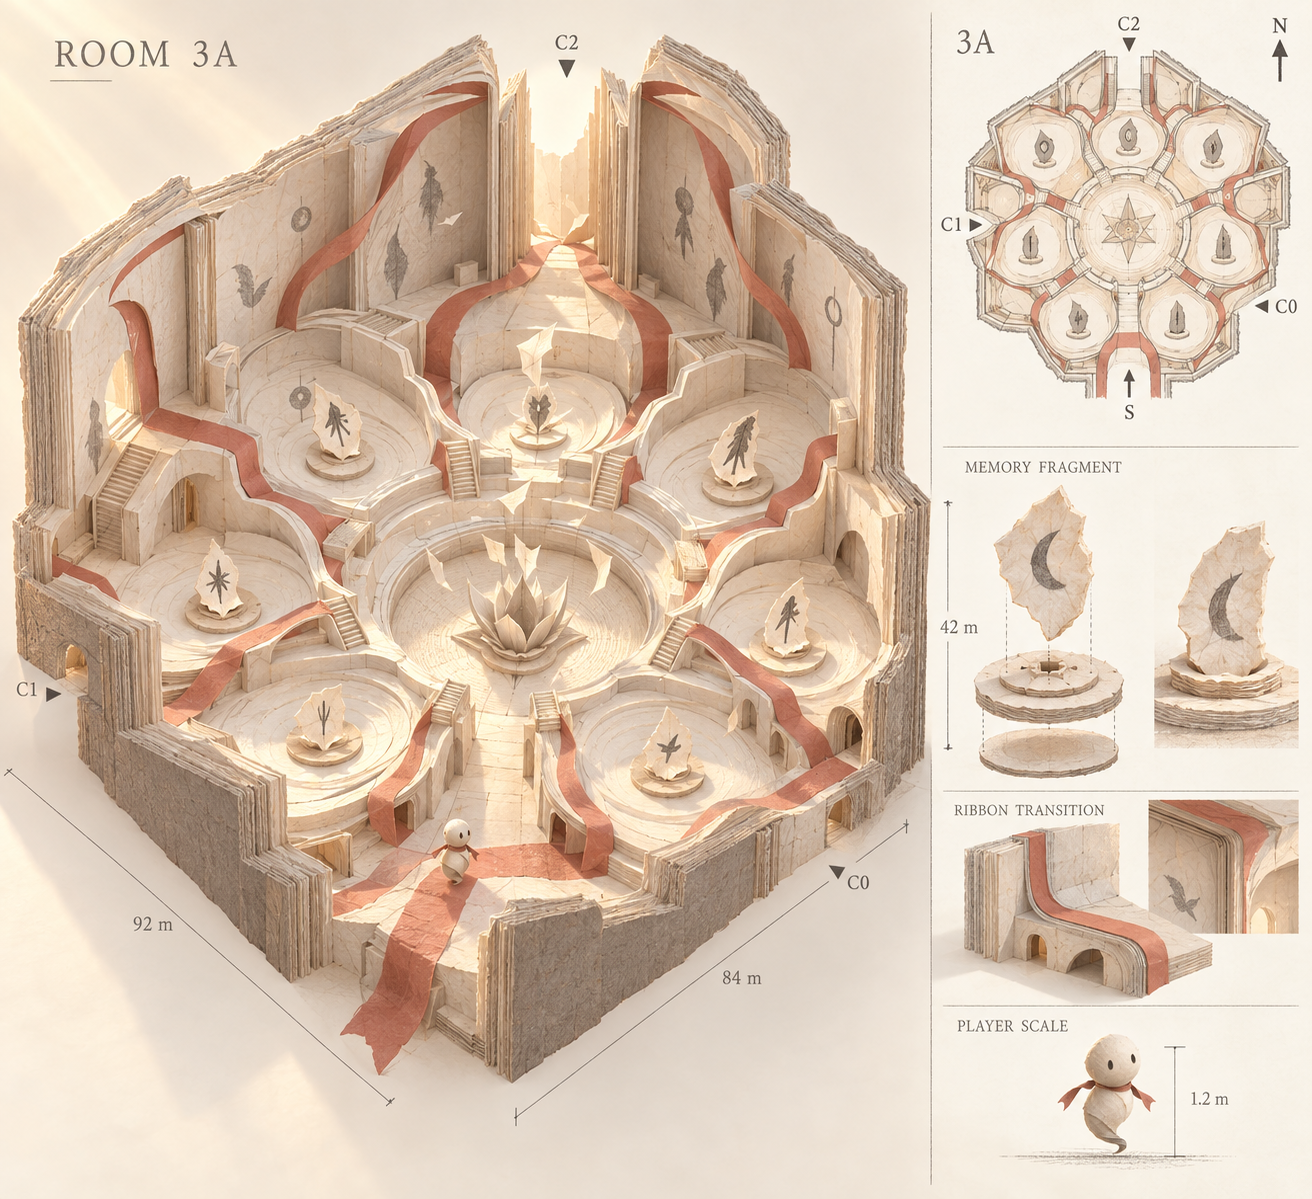 ROOM 3A
C2
C1
C0
92 m
84 m
3A
C2
N
C1
C0
S
MEMORY FRAGMENT
42 m
RIBBON TRANSITION
PLAYER SCALE
1.2 m